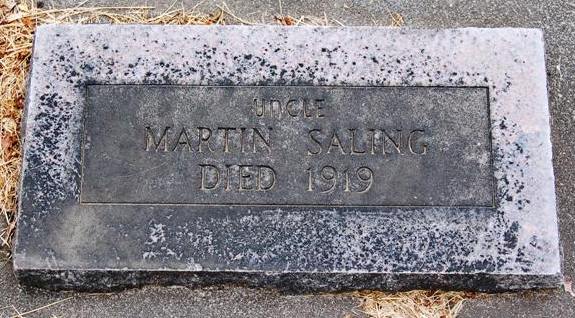 UNCLE
MARTIN SALING
DIED 1919